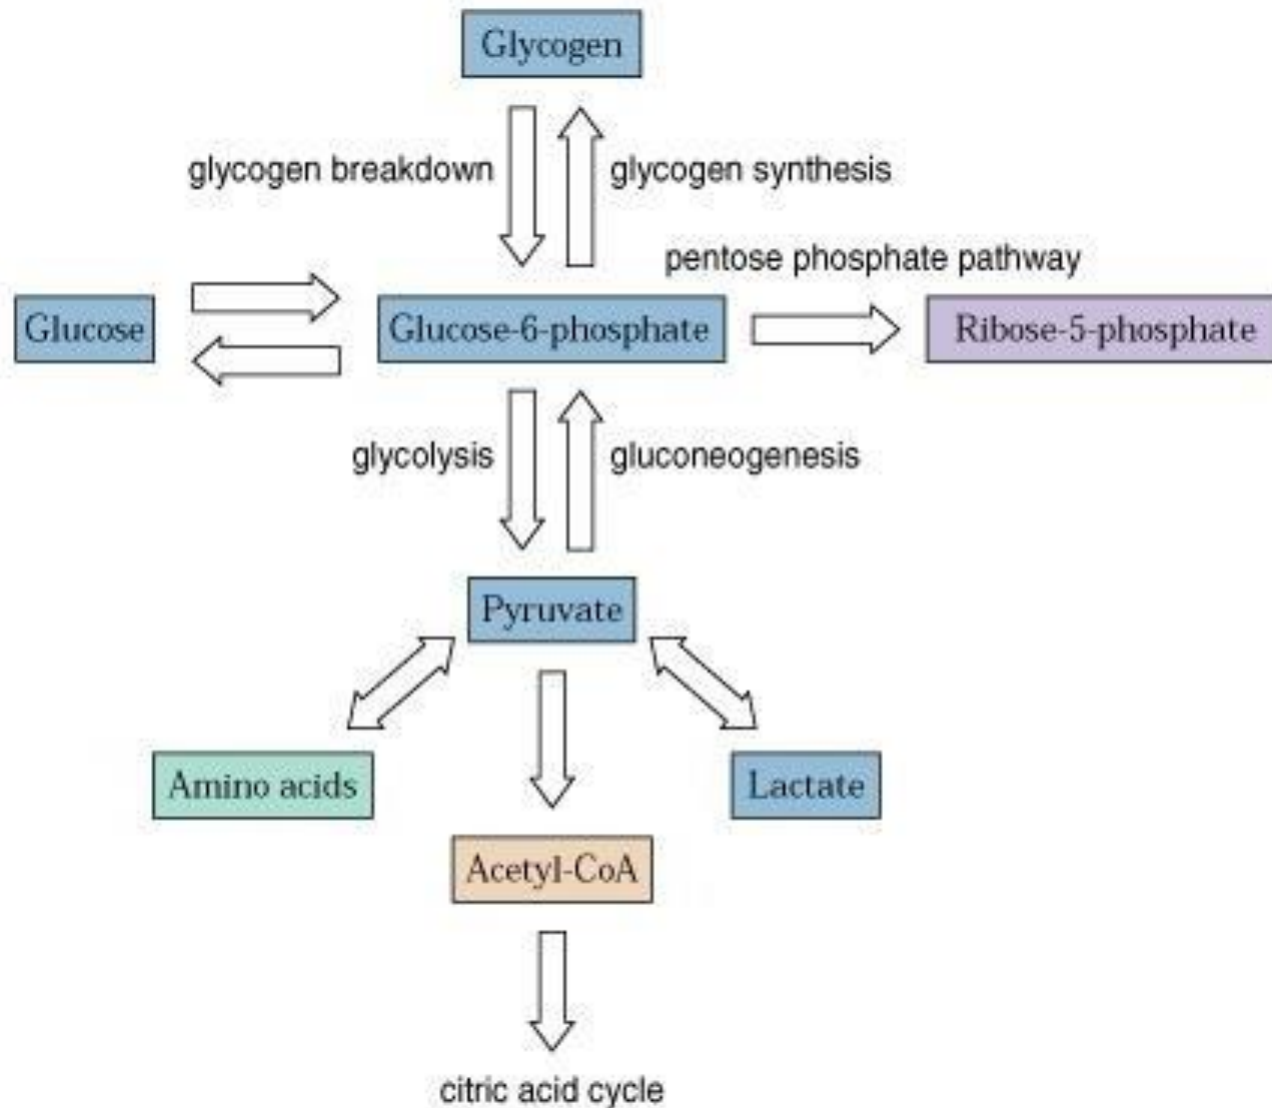 Glycogen
glycogen breakdown
glycogen synthesis
pentose phosphate pathway
Glucose
Glucose-6-phosphate
Ribose-5-phosphate
glycolysis
gluconeogenesis
Pyruvate
Amino acids
Lactate
Acetyl-CoA
citric acid cycle